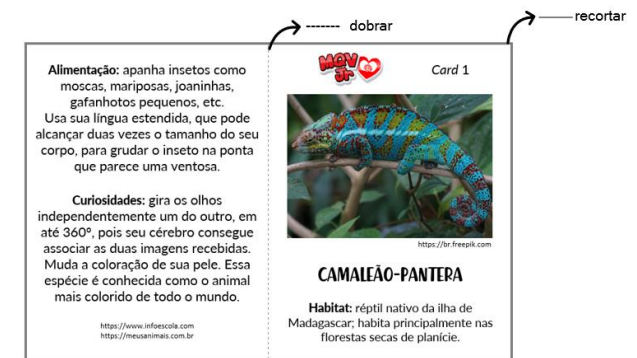 ------- dobrar
recortar
Alimentação: apanha insetos como
moscas, mariposas, joaninhas,
gafanhotos pequenos, etc.
Usa sua língua estendida, que pode
alcançar duas vezes o tamanho do seu
corpo, para grudar o inseto na ponta
que parece uma ventosa.
Curiosidades: gira os olhos
independentemente um do outro, em
até 360º, pois seu cérebro consegue
associar as duas imagens recebidas.
Muda a coloração de sua pele. Essa
espécie é conhecida como o animal
mais colorido de todo o mundo.
https://www.infoescola.com
https://meusanimais.com.br
MQV
Jr
Card 1
https://br.freepik.com
CAMALEÃO-PANTERA
Habitat: réptil nativo da ilha de
Madagascar; habita principalmente nas
florestas secas de planície.